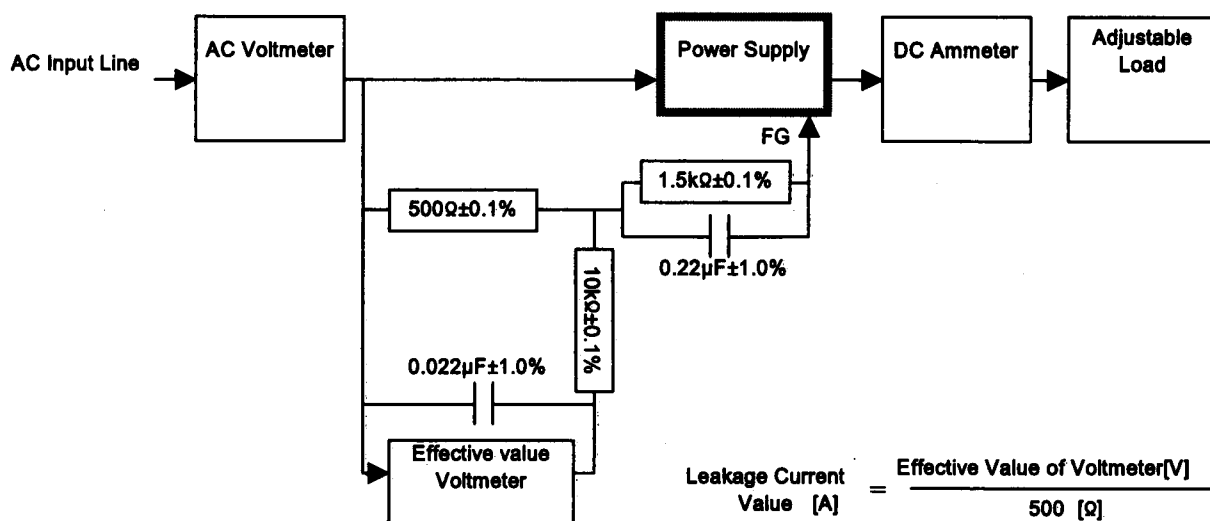 AC Input Line
AC Voltmeter
Power Supply
DC Ammeter
Adjustable
Load
FG
1.5kΩ±0.1%
500Ω±0.1%
0.22µF±1.0%
10kΩ±0.1%
0.022µF±1.0%
Effective value
Voltmeter
Leakage Current
Value [A]
=
Effective Value of Voltmeter[V]
500 [Ω]